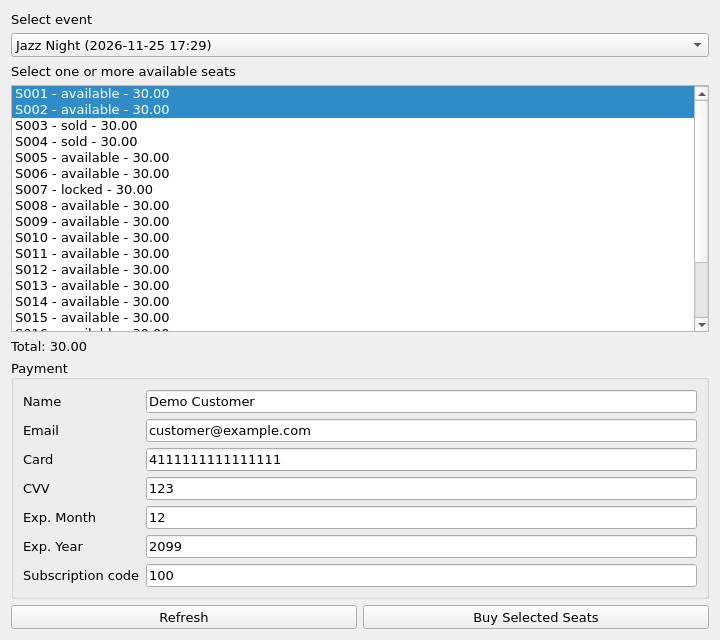 Select event
Jazz Night (2026-11-25 17:29)
Select one or more available seats
S001 - available - 30.00
S002 - available - 30.00
S003 - sold - 30.00
S004 - sold - 30.00
S005 - available - 30.00
S006 - available - 30.00
S007 - locked - 30.00
S008 - available - 30.00
S009 - available - 30.00
S010 - available - 30.00
S011 - available - 30.00
S012 - available - 30.00
S013 - available - 30.00
S014 - available - 30.00
S015 - available - 30.00
S016 - available - 30.00
Total: 30.00
Payment
Name Demo Customer
Email customer@example.com
Card 4111111111111111
CVV 123
Exp. Month 12
Exp. Year 2099
Subscription code 100
Refresh Buy Selected Seats